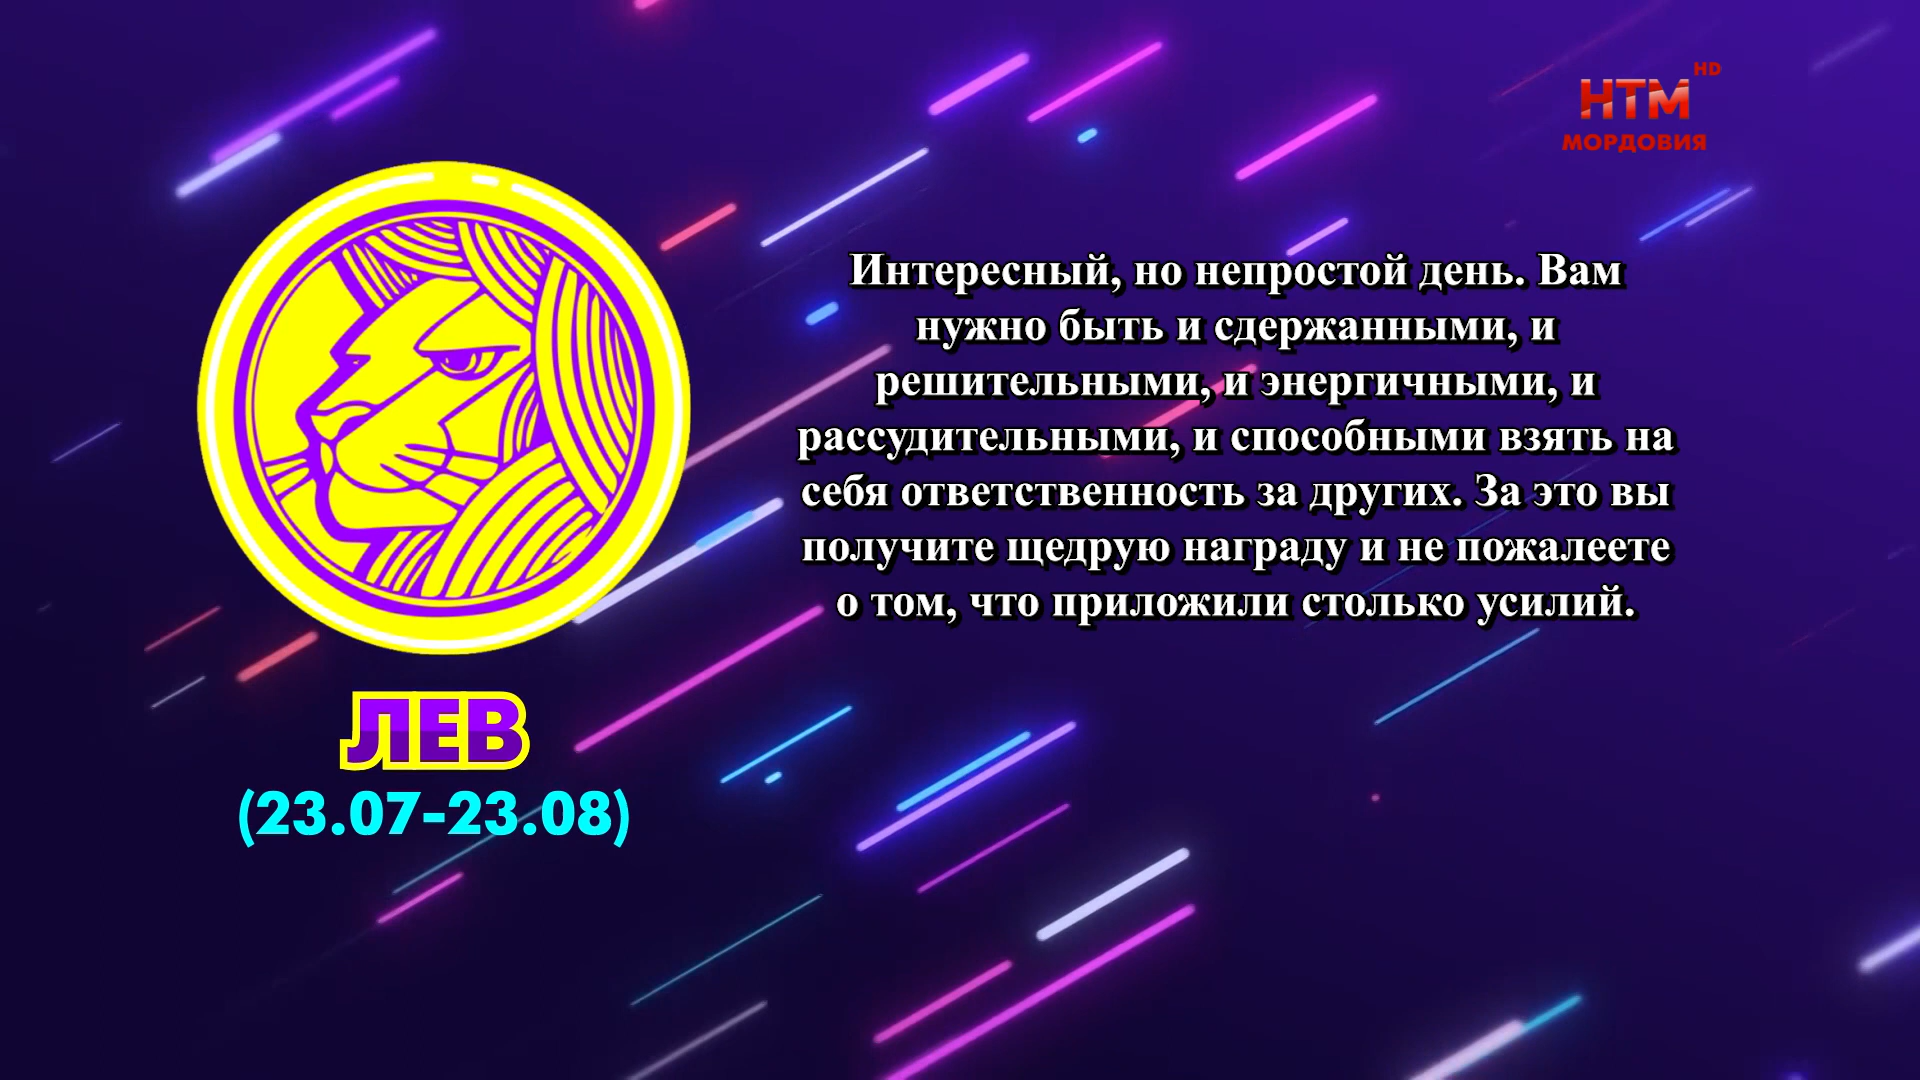 HD
НТМ
МОРДОВИЯ
Интересный, но непростой день. Вам
нужно быть и сдержанными, и
решительными, и энергичными, и
рассудительными, и способными взять на
себя ответственность за других. За это вы
получите щедрую награду и не пожалеете
о том, что приложили столько усилий.
ЛЕВ
(23.07-23.08)